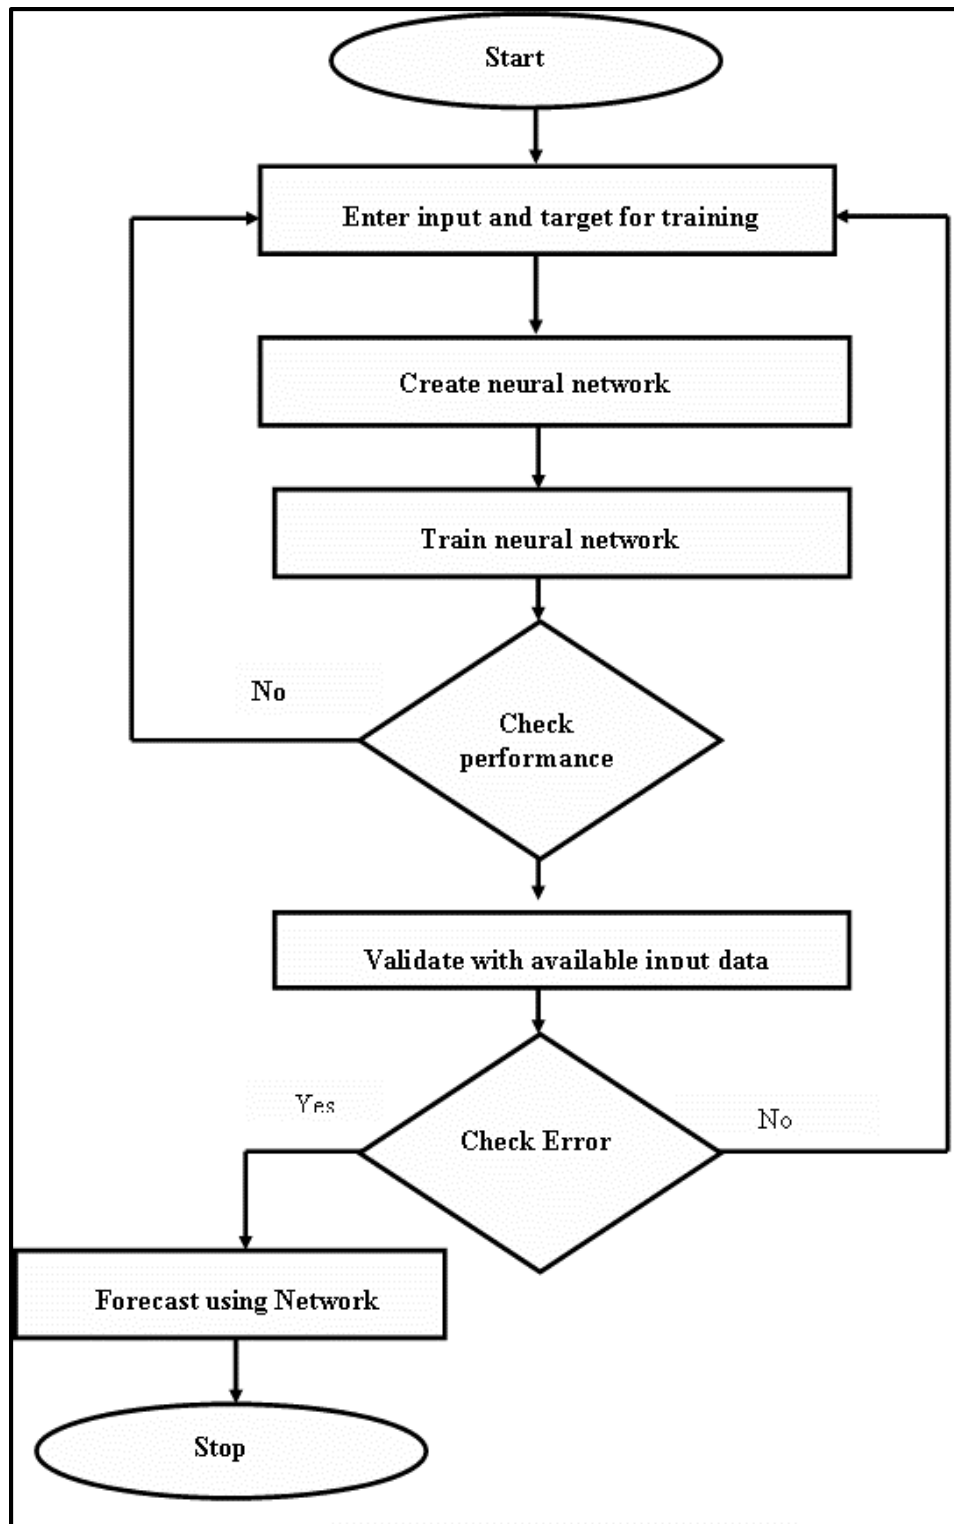 Start
Enter input and target for training
Create neural network
Train neural network
No
Check
performance
Validate with available input data
Yes
No
Check Error
Forecast using Network
Stop